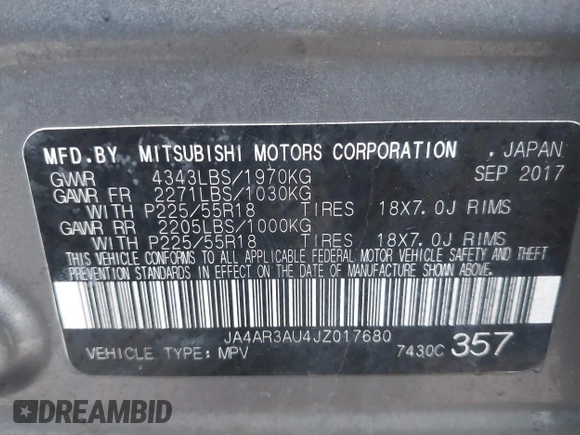 MFD.BY MITSUBISHI MOTORS CORPORATION , JAPAN
GVWR 4343LBS/1970KG SEP 2017
GAWR FR 2271LBS/1030KG
WITH P225/55R18 TIRES 18X7.0J RIMS
GAWR RR 2205LBS/1000KG
WITH P225/55R18 TIRES 18X7.0J RIMS
THIS VEHICLE CONFORMS TO ALL APPLICABLE FEDERAL MOTOR VEHICLE SAFETY AND THEFT
PREVENTION STANDARDS IN EFFECT ON THE DATE OF MANUFACTURE SHOWN ABOVE.
JA4AR3AU4JZ017680
VEHICLE TYPE: MPV 7430C 357
DREAMBID